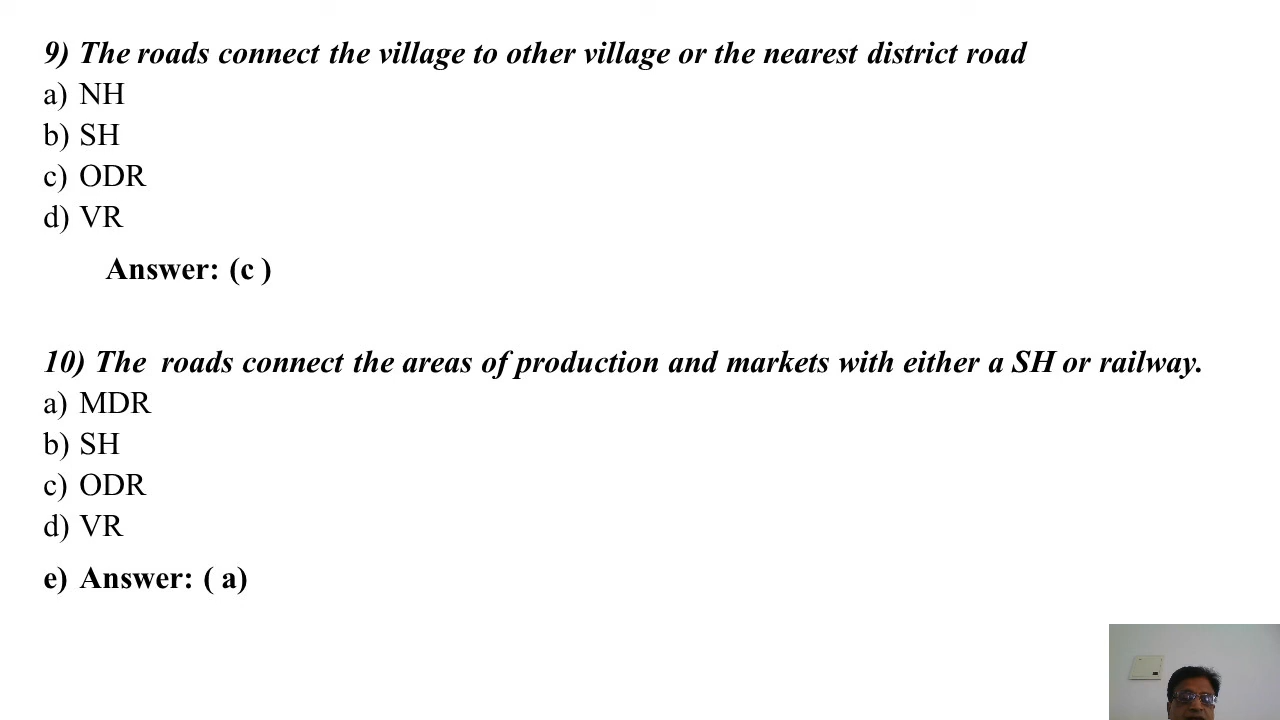 9) The roads connect the village to other village or the nearest district road
a) NH
b) SH
c) ODR
d) VR
Answer: (c )
10) The roads connect the areas of production and markets with either a SH or railway.
a) MDR
b) SH
c) ODR
d) VR
e) Answer: ( a)